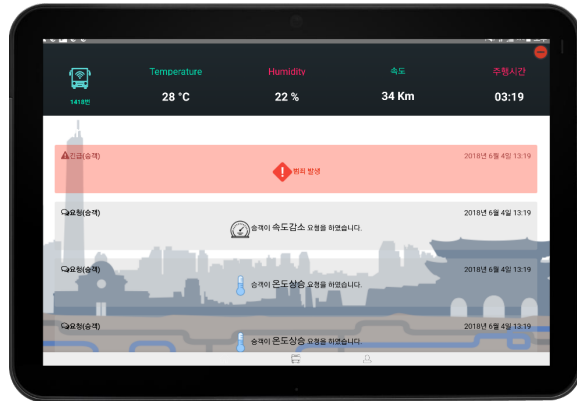 Temperature
Humidity
속도
주행시간
1418번
28 °C
22 %
34 Km
03:19
긴급(승객)
2018년 6월 4일 13:19
범죄 발생
요청(승객)
2018년 6월 4일 13:19
승객이 속도감소 요청을 하였습니다.
요청(승객)
2018년 6월 4일 13:19
승객이 온도상승 요청을 하였습니다.
요청(승객)
2018년 6월 4일 13:19
승객이 온도상승 요청을 하였습니다.